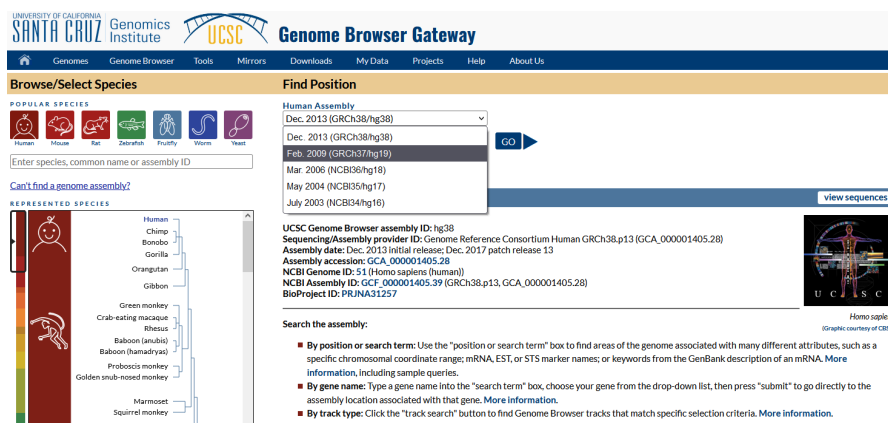 UNIVERSITY OF CALIFORNIA
SANTA CRUZ Genomics Institute
UCSC
Genome Browser Gateway
Genomes Genome Browser Tools Mirrors Downloads My Data Projects Help About Us
Browse/Select Species
POPULAR SPECIES
Human Mouse Rat Zebrafish Fruitfly Worm Yeast
Enter species, common name or assembly ID
Can't find a genome assembly?
REPRESENTED SPECIES
Human
Chimp
Bonobo
Gorilla
Orangutan
Gibbon
Green monkey
Crab-eating macaque
Rhesus
Baboon (anubis)
Baboon (hamadryas)
Proboscis monkey
Golden snub-nosed monkey
Marmoset
Squirrel monkey
Find Position
Human Assembly
Dec. 2013 (GRCh38/hg38)
Dec. 2013 (GRCh38/hg38)
Feb. 2009 (GRCh37/hg19)
Mar. 2006 (NCBI36/hg18)
May 2004 (NCBI35/hg17)
July 2003 (NCBI34/hg16)
GO
view sequences
UCSC Genome Browser assembly ID: hg38
Sequencing/Assembly provider ID: Genome Reference Consortium Human GRCh38.p13 (GCA_000001405.28)
Assembly date: Dec. 2013 initial release; Dec. 2017 patch release 13
Assembly accession: GCA_000001405.28
NCBI Genome ID: 51 (Homo sapiens (human))
NCBI Assembly ID: GCF_000001405.39 (GRCh38.p13, GCA_000001405.28)
BioProject ID: PRJNA31257
U C S C
Homo sapie
(Graphic courtesy of CBS
Search the assembly:
By position or search term: Use the "position or search term" box to find areas of the genome associated with many different attributes, such as a
specific chromosomal coordinate range; mRNA, EST, or STS marker names; or keywords from the GenBank description of an mRNA. More
information, including sample queries.
By gene name: Type a gene name into the "search term" box, choose your gene from the drop-down list, then press "submit" to go directly to the
assembly location associated with that gene. More information.
By track type: Click the "track search" button to find Genome Browser tracks that match specific selection criteria. More information.